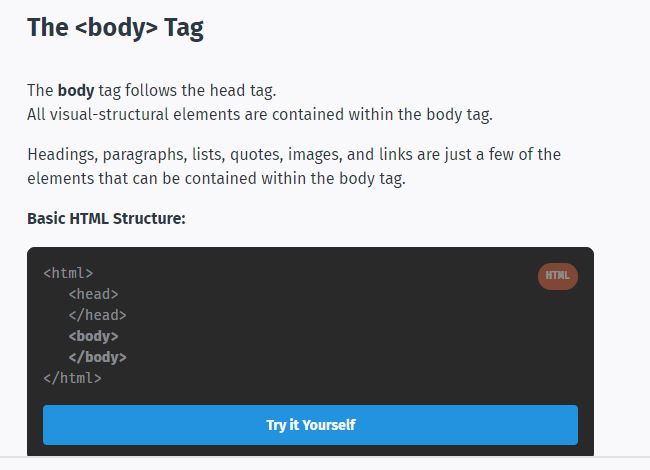 The <body> Tag
The body tag follows the head tag.
All visual-structural elements are contained within the body tag.
Headings, paragraphs, lists, quotes, images, and links are just a few of the
elements that can be contained within the body tag.
Basic HTML Structure:
HTML
<html>
<head>
</head>
<body>
</body>
</html>
Try it Yourself